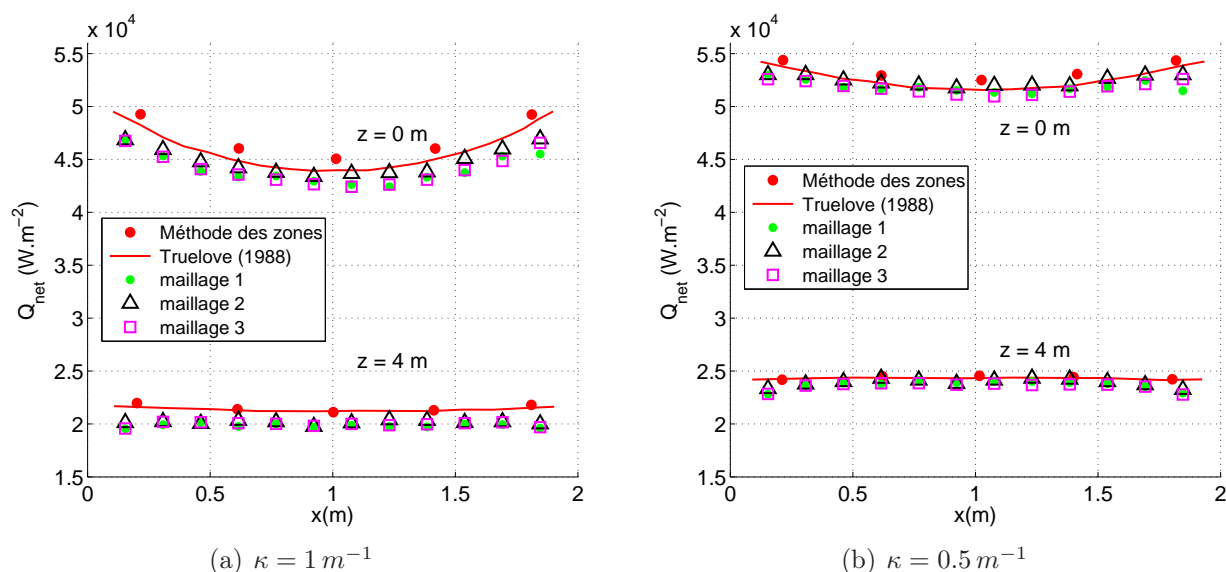 x 10⁴
5.5
5
4.5
4
3.5
3
2.5
2
1.5
0
0.5
1
1.5
2
Q_net (W.m⁻²)
x(m)
z = 0 m
z = 4 m
Méthode des zones
Truelove (1988)
maillage 1
maillage 2
maillage 3
(a) κ = 1 m⁻¹
x 10⁴
5.5
5
4.5
4
3.5
3
2.5
2
1.5
0
0.5
1
1.5
2
Q_net (W.m⁻²)
x(m)
z = 0 m
z = 4 m
Méthode des zones
Truelove (1988)
maillage 1
maillage 2
maillage 3
(b) κ = 0.5 m⁻¹